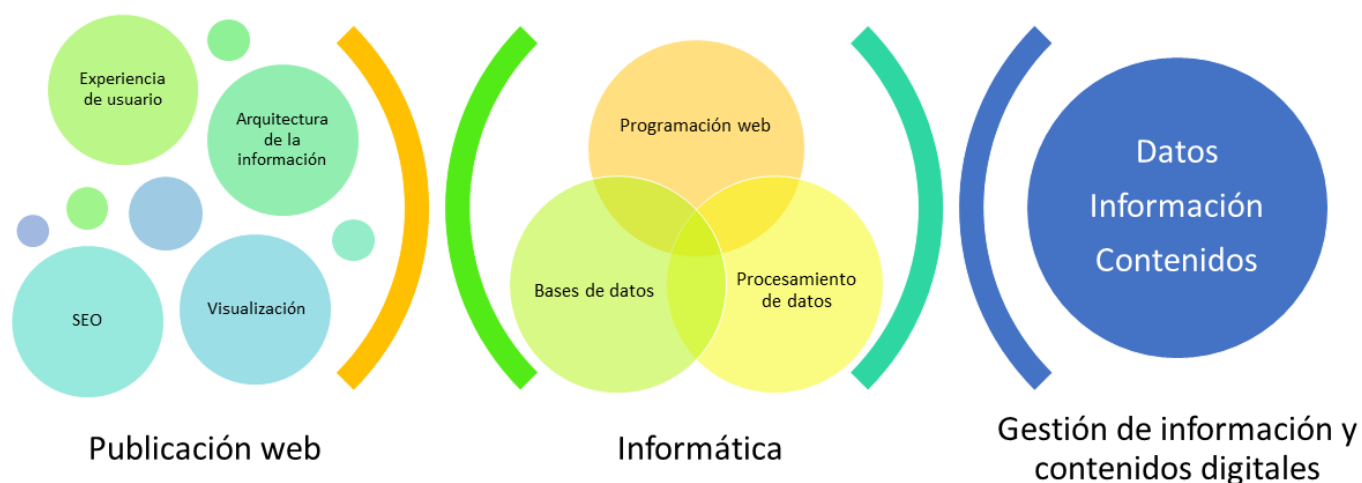 Experiencia
de usuario
Arquitectura
de la
información
SEO
Visualización
Publicación web
Programación web
Bases de datos
Procesamiento
de datos
Informática
Datos
Información
Contenidos
Gestión de información y
contenidos digitales